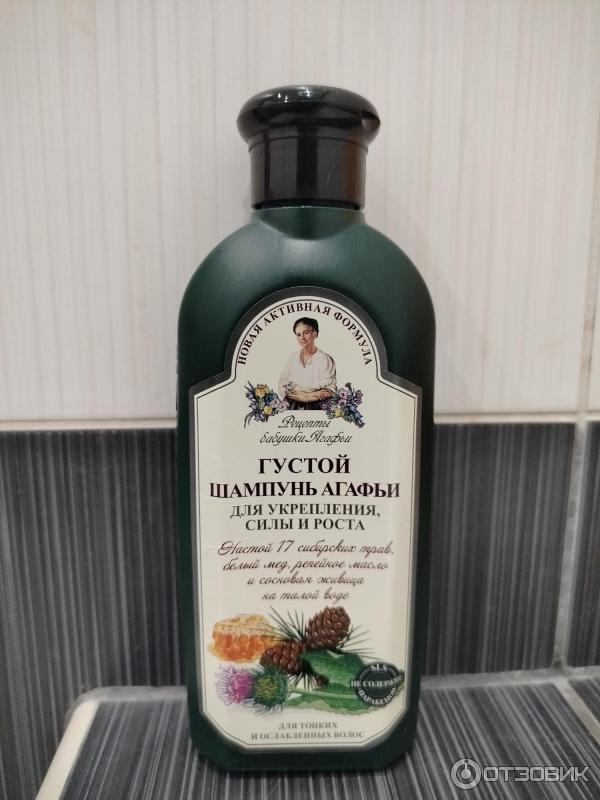 НОВАЯ АКТИВНАЯ ФОРМУЛА
Рецепты
бабушки Агафьи
ГУСТОЙ
ШАМПУНЬ АГАФЬИ
ДЛЯ УКРЕПЛЕНИЯ,
СИЛЫ И РОСТА
Настой 17 сибирских трав,
белый мед, репейное масло
и сосновая живица
на талой воде
SLS
НЕ СОДЕРЖИТ
ПАРАБЕНОВ
ДЛЯ ТОНКИХ
И ОСЛАБЛЕННЫХ ВОЛОС
ОТЗОВИК